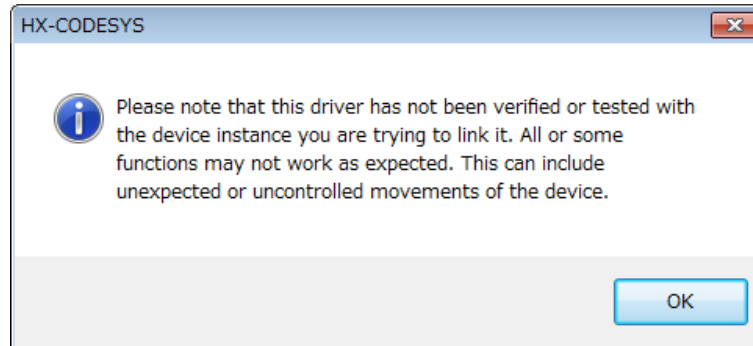 HX-CODESYS
Please note that this driver has not been verified or tested with
the device instance you are trying to link it. All or some
functions may not work as expected. This can include
unexpected or uncontrolled movements of the device.
OK